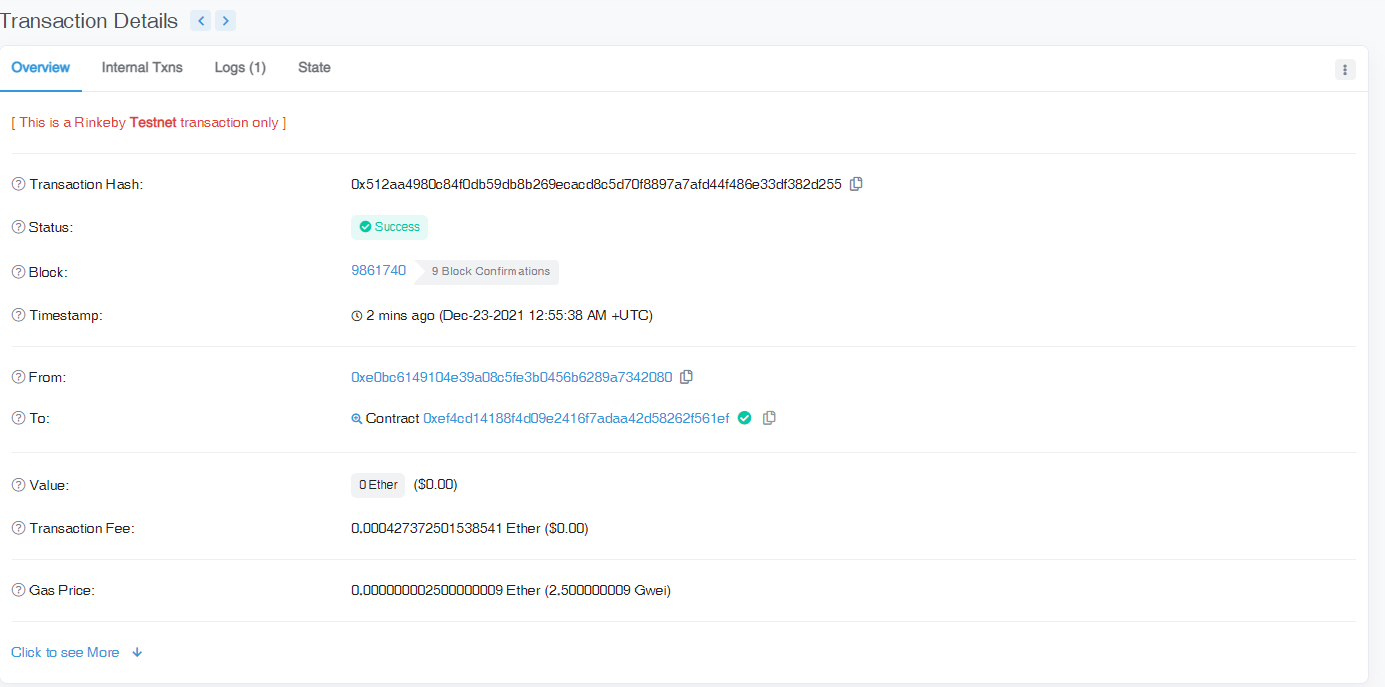 Transaction Details
Overview Internal Txns Logs (1) State
[ This is a Rinkeby Testnet transaction only ]
Transaction Hash: 0x512aa4980c84f0db59db8b269ecacd8c5d70f8897a7afd44f486e33df382d255
Status: Success
Block: 9861740 9 Block Confirmations
Timestamp: 2 mins ago (Dec-23-2021 12:55:38 AM +UTC)
From: 0xe0bc6149104e39a08c5fe3b0456b6289a7342080
To: Contract 0xef4cd14188f4d09e2416f7adaa42d58262f561ef
Value: 0 Ether ($0.00)
Transaction Fee: 0.000427372501538541 Ether ($0.00)
Gas Price: 0.000000002500000009 Ether (2.500000009 Gwei)
Click to see More